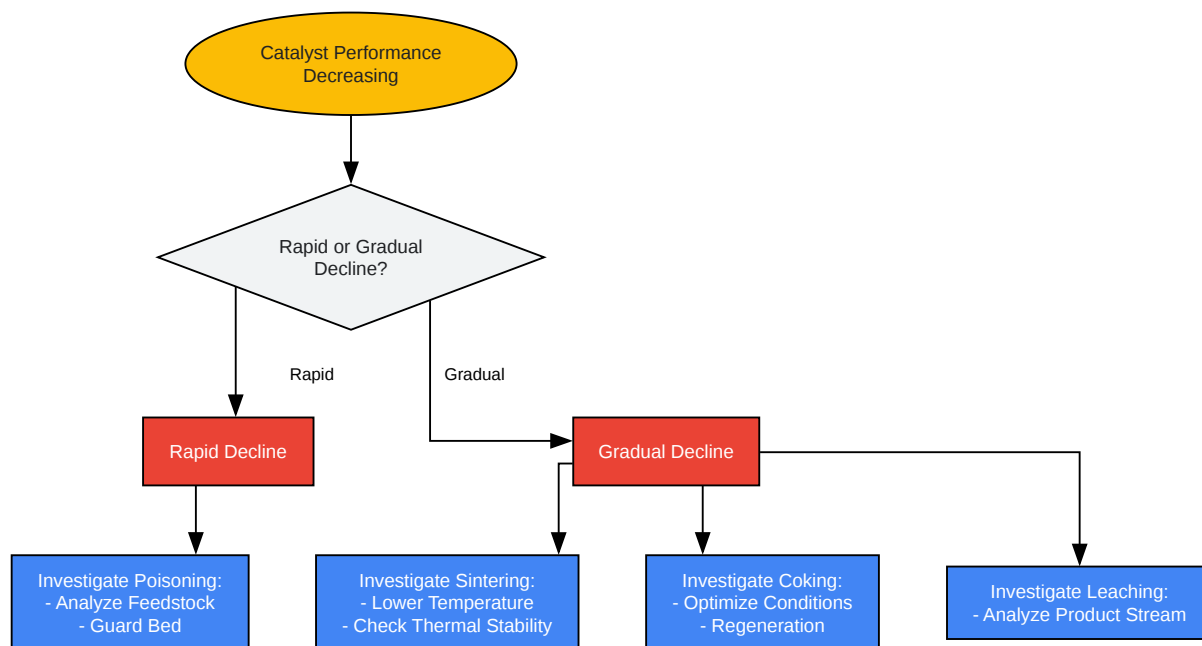 Catalyst Performance
Decreasing
Rapid or Gradual
Decline?
Rapid
Gradual
Rapid Decline
Gradual Decline
Investigate Poisoning:
- Analyze Feedstock
- Guard Bed
Investigate Sintering:
- Lower Temperature
- Check Thermal Stability
Investigate Coking:
- Optimize Conditions
- Regeneration
Investigate Leaching:
- Analyze Product Stream